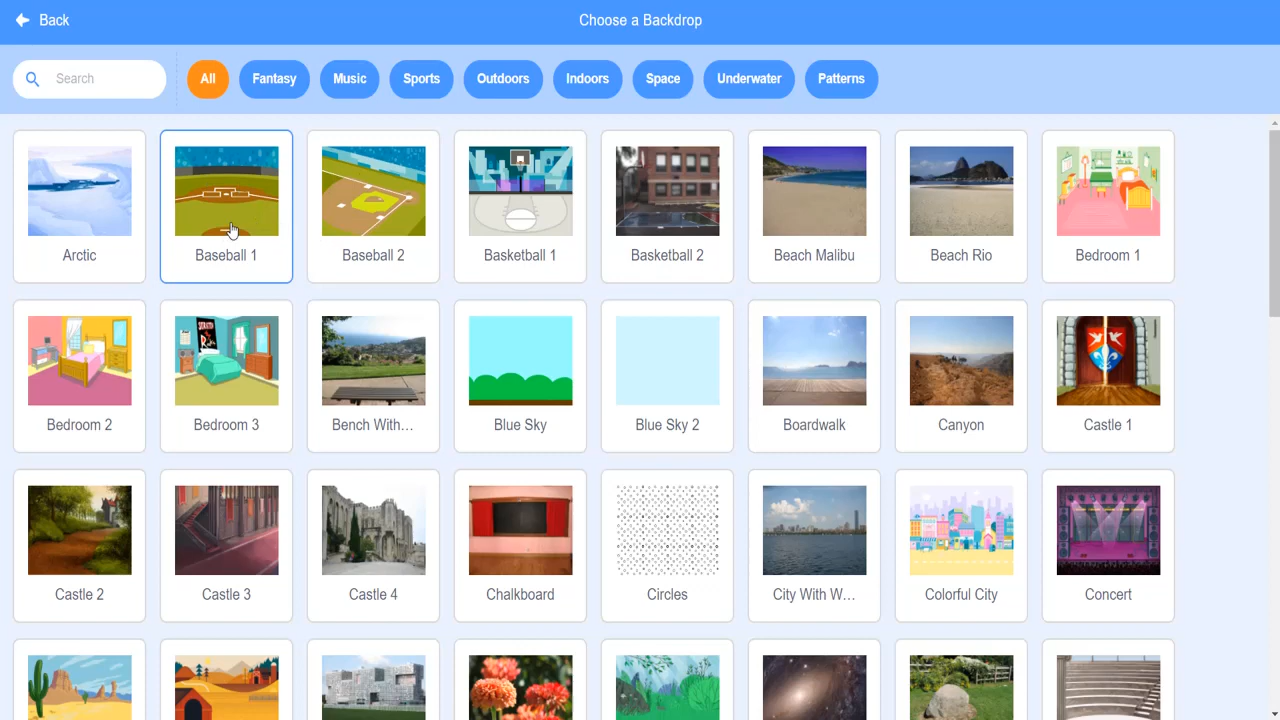 Back
Choose a Backdrop
Search
All
Fantasy
Music
Sports
Outdoors
Indoors
Space
Underwater
Patterns
Arctic
Baseball 1
Baseball 2
Basketball 1
Basketball 2
Beach Malibu
Beach Rio
Bedroom 1
Bedroom 2
Bedroom 3
Bench With...
Blue Sky
Blue Sky 2
Boardwalk
Canyon
Castle 1
Castle 2
Castle 3
Castle 4
Chalkboard
Circles
City With W...
Colorful City
Concert